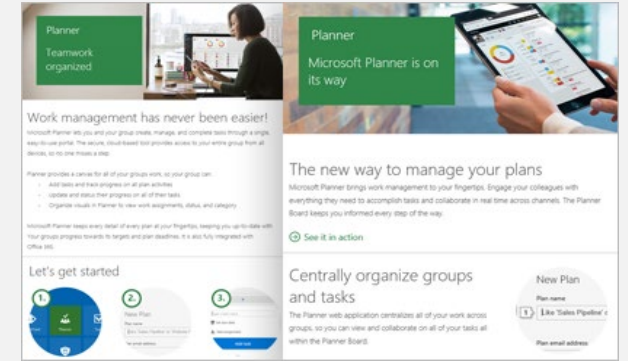 Planner
Teamwork
organized
Work management has never been easier!
Microsoft Planner lets you and your group create, manage, and complete tasks through a single,
easy-to-use portal. The secure, cloud-based tool provides access to your entire group from all
devices, so no one misses a step.
Planner provides a canvas for all of your groups work, so your group can:
- Add tasks and track progress on all plan activities
- Update and status their progress on all of their tasks
- Organize visuals in Planner to view work assignments, status, and category
Microsoft Planner keeps every detail of every plan at your fingertips, keeping you up-to-date with
Your groups progress towards to targets and plan deadlines. It is also fully integrated with
Office 365.
Let's get started
1.
2.
New Plan
Plan name
3.
Planner
Microsoft Planner is on
its way
The new way to manage your plans
Microsoft Planner brings work management to your fingertips. Engage your colleagues with
everything they need to accomplish tasks and collaborate in real time across channels. The Planner
Board keeps you informed every step of the way.
See it in action
Centrally organize groups
and tasks
The Planner web application centralizes all of your work across
groups, so you can view and collaborate on all of your tasks all
within the Planner Board.
New Plan
Plan name
1
Like 'Sales Pipeline'
Plan email address